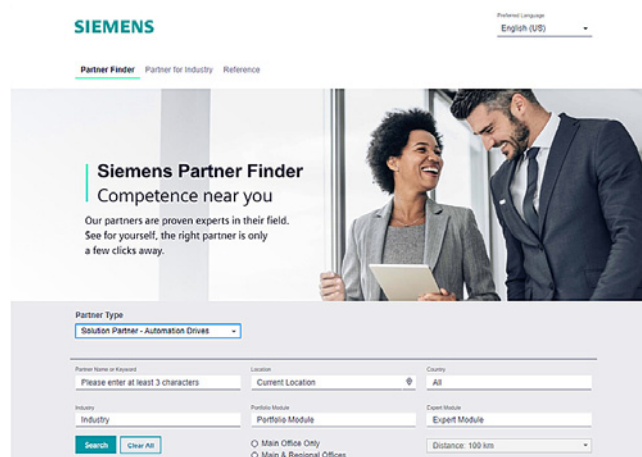 SIEMENS
Preferred Language
English (US)
Partner Finder Partner for Industry Reference
Siemens Partner Finder
Competence near you
Our partners are proven experts in their field.
See for yourself, the right partner is only
a few clicks away.
Partner Type
Solution Partner - Automation Drives
Partner Name or Keyword Location Country
Please enter at least 3 characters Current Location All
Industry Portfolio Module Expert Module
Industry Portfolio Module Expert Module
Search Clear All Main Office Only Distance: 100 km
Main & Regional Offices